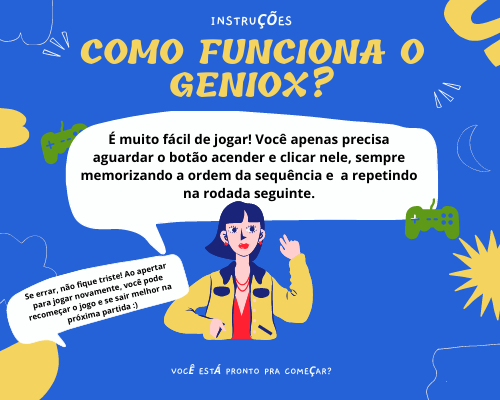 INSTRUÇÕES
COMO FUNCIONA O
GENIOX?
É muito fácil de jogar! Você apenas precisa
aguardar o botão acender e clicar nele, sempre
memorizando a ordem da sequência e a repetindo
na rodada seguinte.
Se errar, não fique triste! Ao apertar
para jogar novamente, você pode
recomeçar o jogo e se sair melhor na
próxima partida :)
VOCÊ ESTÁ PRONTO PRA COMEÇAR?